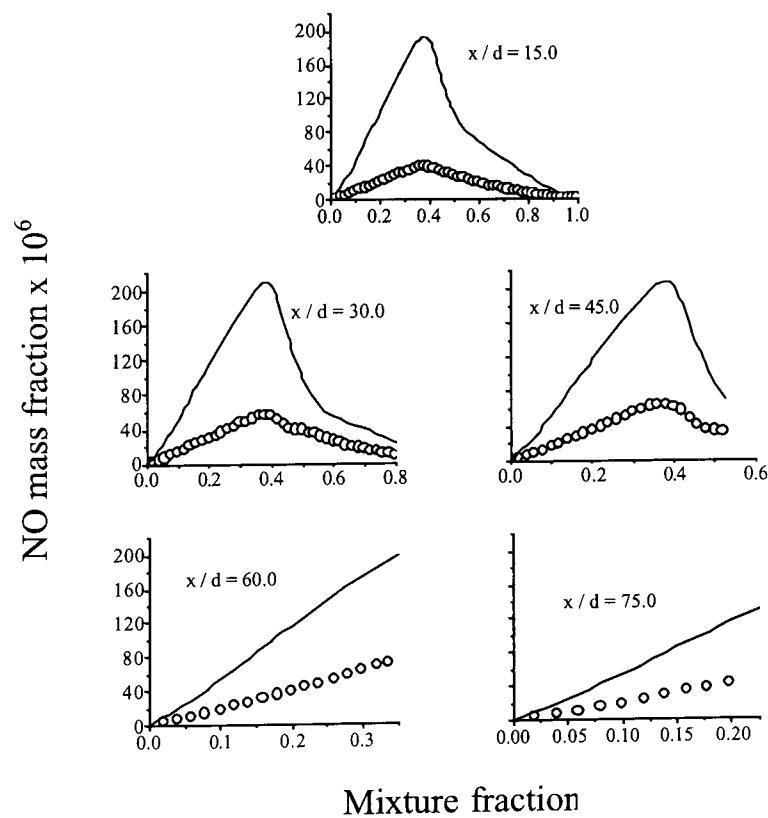 NO mass fraction x 10^6
200
160
120
80
40
0
x / d = 15.0
0.0 0.2 0.4 0.6 0.8 1.0
200
160
120
80
40
0
x / d = 30.0
0.0 0.2 0.4 0.6 0.8
x / d = 45.0
0.0 0.2 0.4 0.6
200
160
120
80
40
0
x / d = 60.0
0.0 0.1 0.2 0.3
x / d = 75.0
0.00 0.05 0.10 0.15 0.20
Mixture fraction